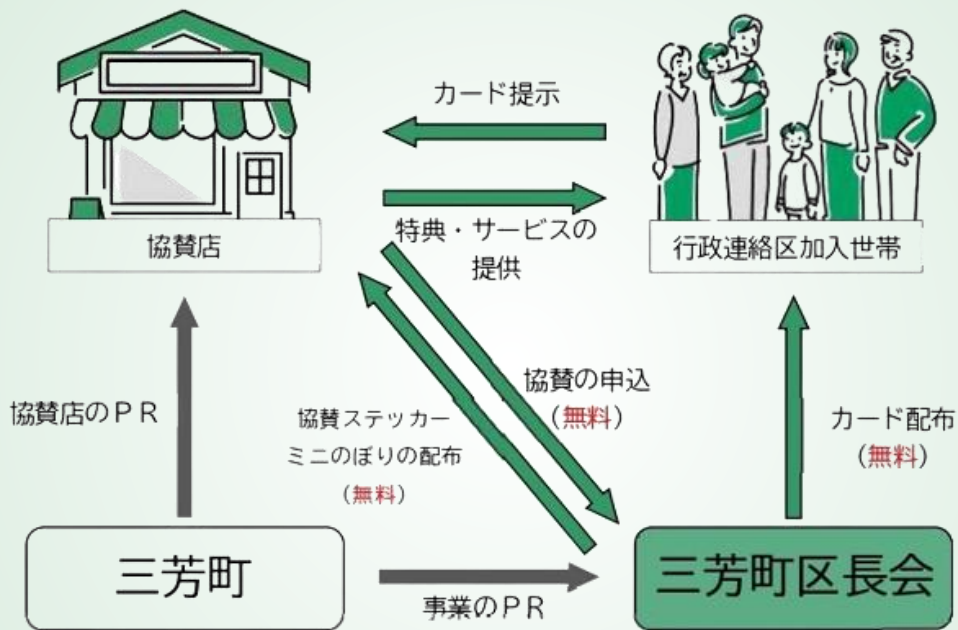 カード提示
特典・サービスの
提供
協賛店
行政連絡区加入世帯
協賛店のＰＲ
協賛ステッカー
ミニのぼりの配布
（無料）
協賛の申込
（無料）
カード配布
（無料）
三芳町
事業のＰＲ
三芳町区長会